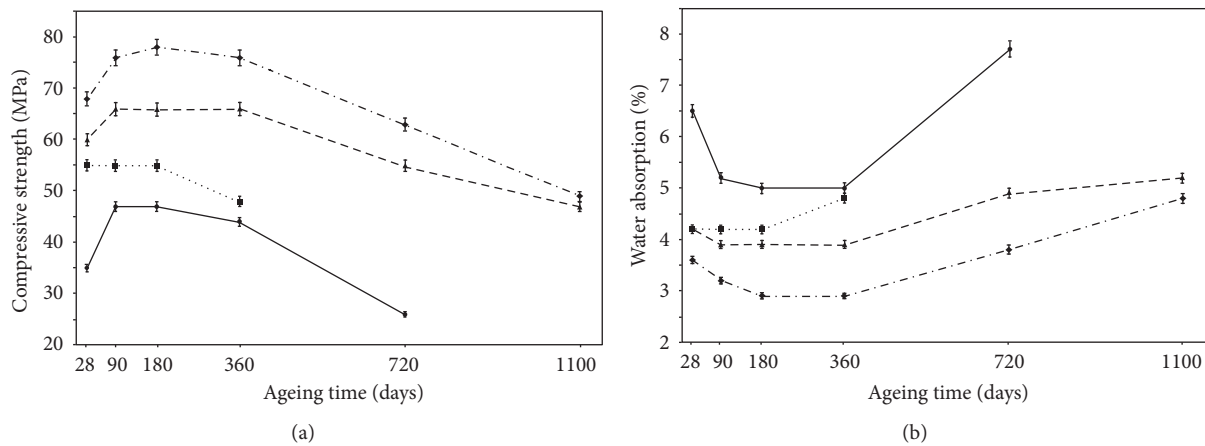 80
70
60
50
40
30
20
Compressive strength (MPa)
28 90 180 360 720 1100
Ageing time (days)
(a)
8
7
6
5
4
3
2
Water absorption (%)
28 90 180 360 720 1100
Ageing time (days)
(b)